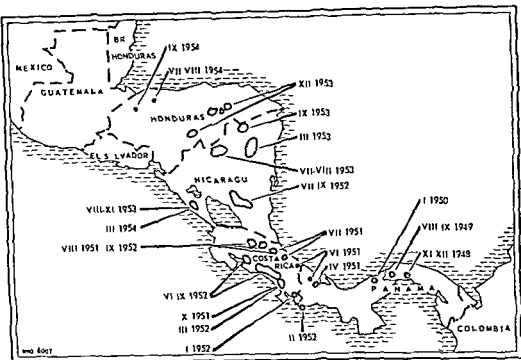 BR
HONDURAS
MEXICO
GUATEMALA
IX 1954
VII VIII 1954
XII 1953
HONDURAS
IX 1953
III 1953
EL S LVADOR
VII-VIII 1953
NICARAGU
VII IX 1952
VIII-XI 1953
III 1954
I 1950
VIII IX 1949
VII 1951
XI XII 1948
VIII 1951 IX 1952
VI 1951
COSTA
RICA
IV 1951
PANAMA
VI IX 1952
X 1951
III 1952
I 1952
II 1952
COLOMBIA